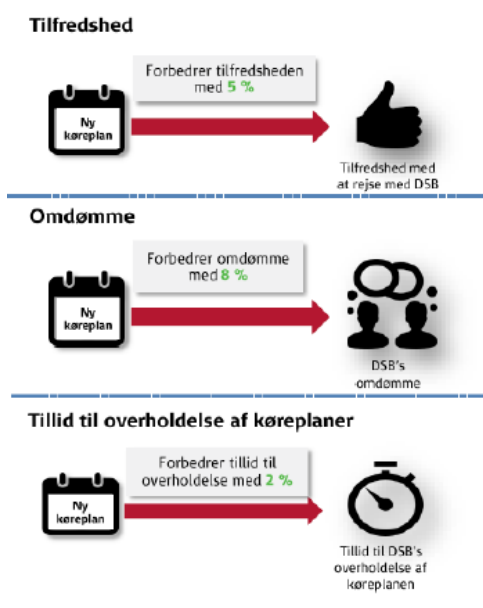 Tilfredshed
Forbedrer tilfredsheden
med 5 %
Ny
køreplan
Tilfredshed med
at rejse med DSB
Omdømme
Forbedrer omdømme
med 8 %
Ny
køreplan
DSB's
omdømme
Tillid til overholdelse af køreplaner
Forbedrer tillid til
overholdelse med 2 %
Ny
køreplan
Tillid til DSB's
overholdelse af
køreplanen